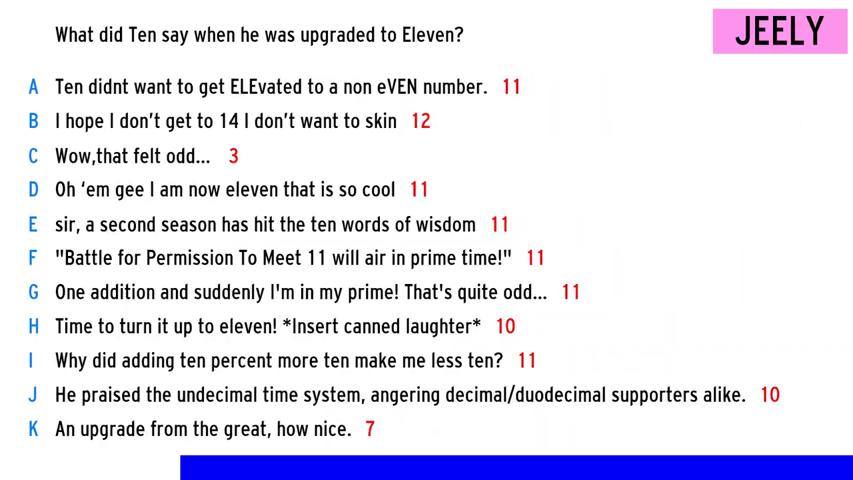 What did Ten say when he was upgraded to Eleven?
JEELY
A Ten didnt want to get ELEvated to a non eVEN number. 11
B I hope I don't get to 14 I don't want to skin 12
C Wow,that felt odd... 3
D Oh ‘em gee I am now eleven that is so cool 11
E sir, a second season has hit the ten words of wisdom 11
F "Battle for Permission To Meet 11 will air in prime time!" 11
G One addition and suddenly I'm in my prime! That's quite odd... 11
H Time to turn it up to eleven! *Insert canned laughter* 10
I Why did adding ten percent more ten make me less ten? 11
J He praised the undecimal time system, angering decimal/duodecimal supporters alike. 10
K An upgrade from the great, how nice. 7